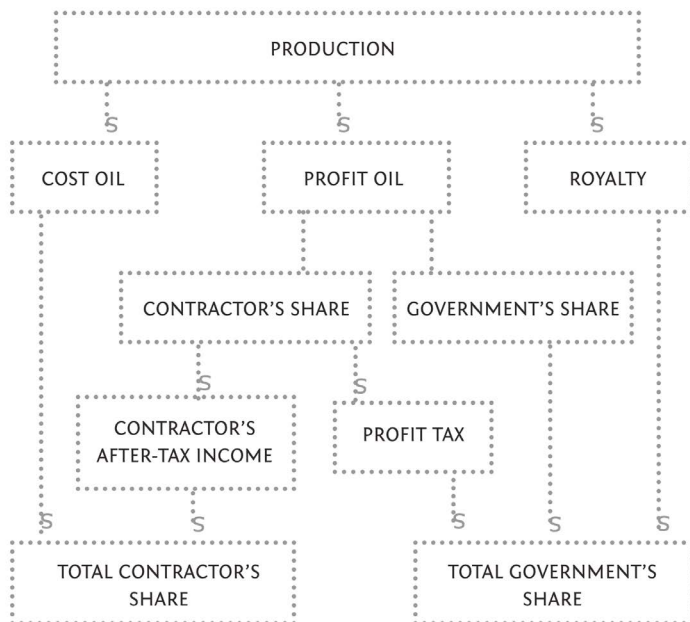 PRODUCTION
S S S
COST OIL PROFIT OIL ROYALTY
CONTRACTOR’S SHARE GOVERNMENT’S SHARE
S S
CONTRACTOR’S
AFTER-TAX INCOME
PROFIT TAX
S S S S S
TOTAL CONTRACTOR’S
SHARE
TOTAL GOVERNMENT’S
SHARE